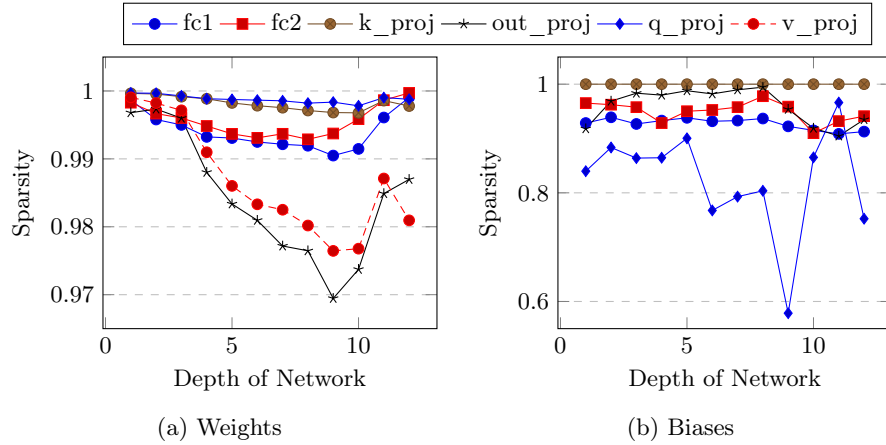 fc1 fc2 k_proj out_proj q_proj v_proj
1
0.99
0.98
0.97
Sparsity
0 5 10
Depth of Network
(a) Weights
1
0.8
0.6
Sparsity
0 5 10
Depth of Network
(b) Biases